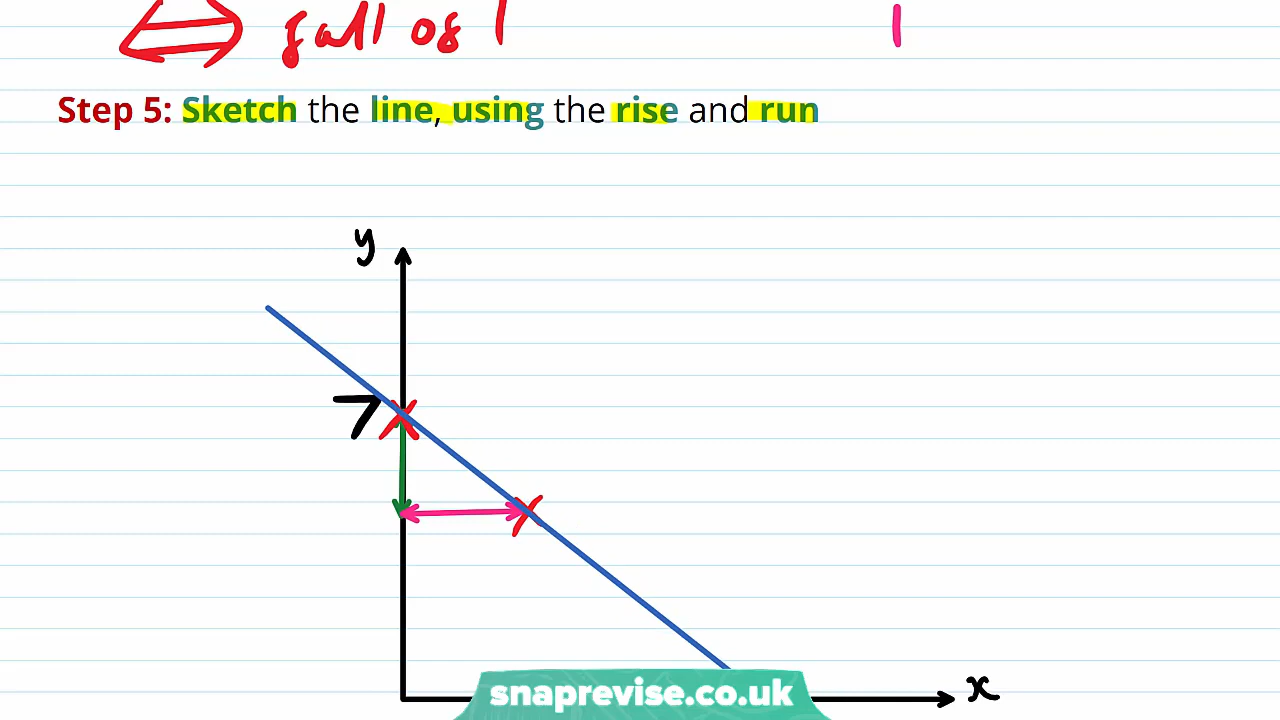 fall of 1
1
Step 5: Sketch the line, using the rise and run
y
7
x
snaprevise.co.uk